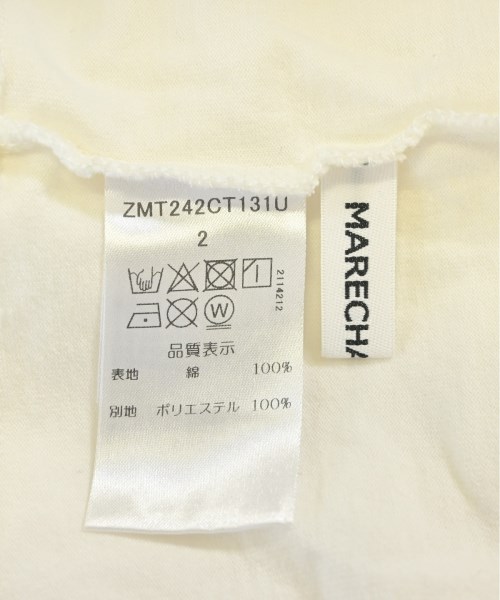 ZMT242CT131U
2
2114212
W
品質表示
表地 綿 100%
別地 ポリエステル 100%
MARECHA